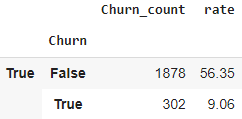 Churn_count rate
Churn
True False 1878 56.35
True 302 9.06